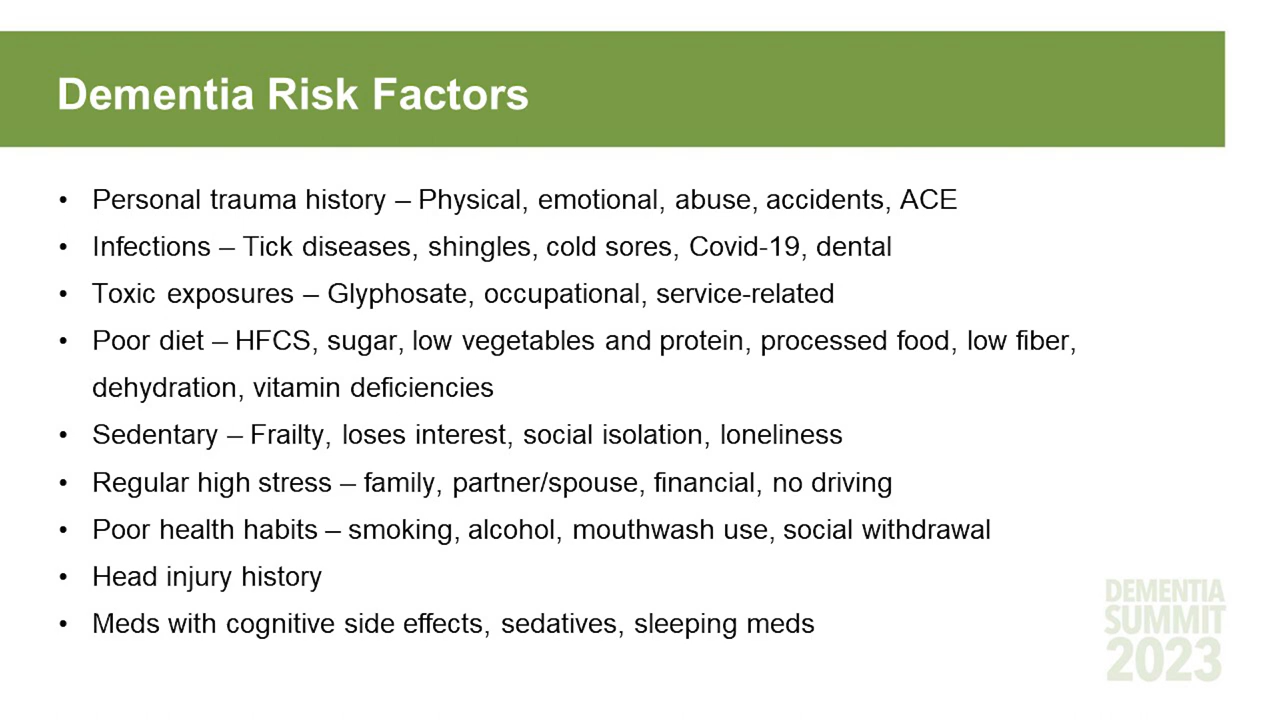 Dementia Risk Factors
• Personal trauma history – Physical, emotional, abuse, accidents, ACE
• Infections – Tick diseases, shingles, cold sores, Covid-19, dental
• Toxic exposures – Glyphosate, occupational, service-related
• Poor diet – HFCS, sugar, low vegetables and protein, processed food, low fiber,
dehydration, vitamin deficiencies
• Sedentary – Frailty, loses interest, social isolation, loneliness
• Regular high stress – family, partner/spouse, financial, no driving
• Poor health habits – smoking, alcohol, mouthwash use, social withdrawal
• Head injury history
• Meds with cognitive side effects, sedatives, sleeping meds
DEMENTIA
SUMMIT
2023